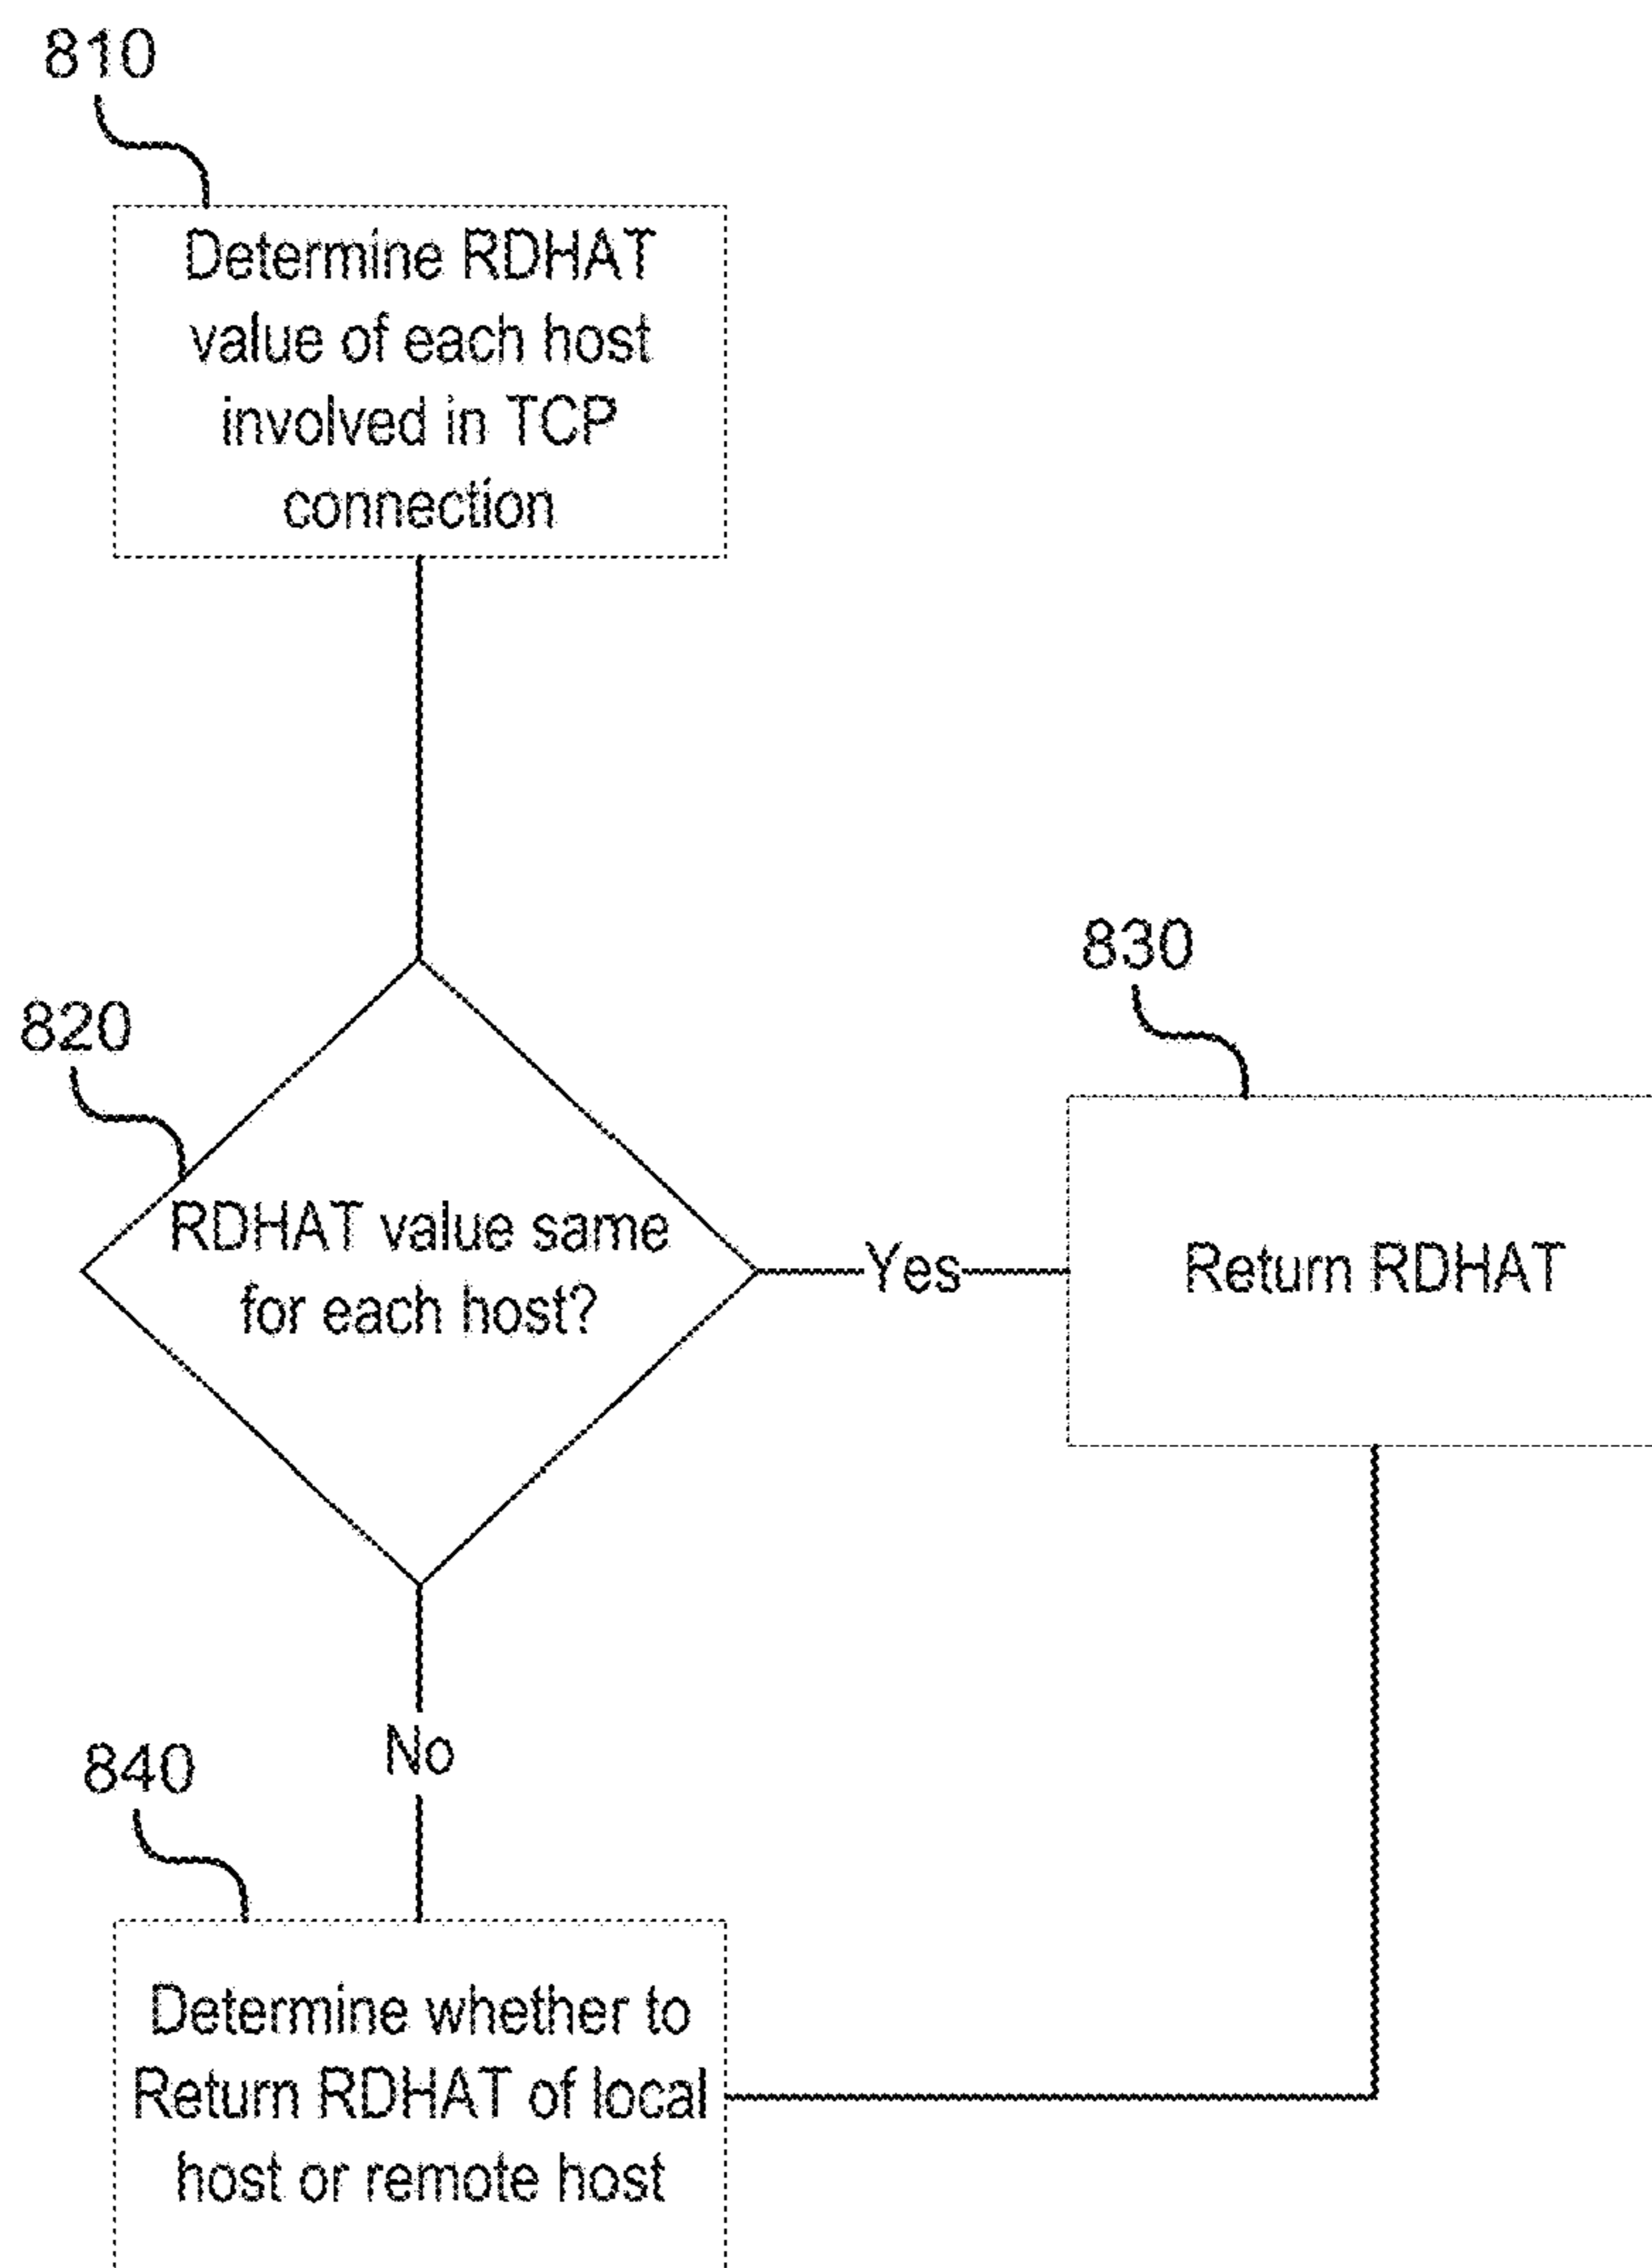 810
Determine RDHAT
value of each host
involved in TCP
connection
820
RDHAT value same
for each host?
Yes
830
Return RDHAT
No
840
Determine whether to
Return RDHAT of local
host or remote host